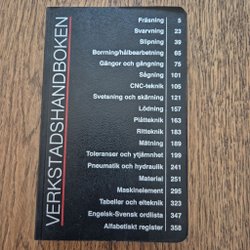 VERKSTADSHANDBOKEN
Fräsning 5
Svarvning 23
Slipning 39
Borrning/hålbearbetning 65
Gängor och gängning 75
Sågning 101
CNC-teknik 105
Svetsning och skärning 121
Lödning 157
Plåtteknik 163
Ritteknik 183
Mätning 189
Toleranser och ytjämnhet 199
Pneumatik och hydraulik 241
Material 251
Maskinelement 295
Tabeller och elteknik 323
Engelsk-Svensk ordlista 347
Alfabetiskt register 358